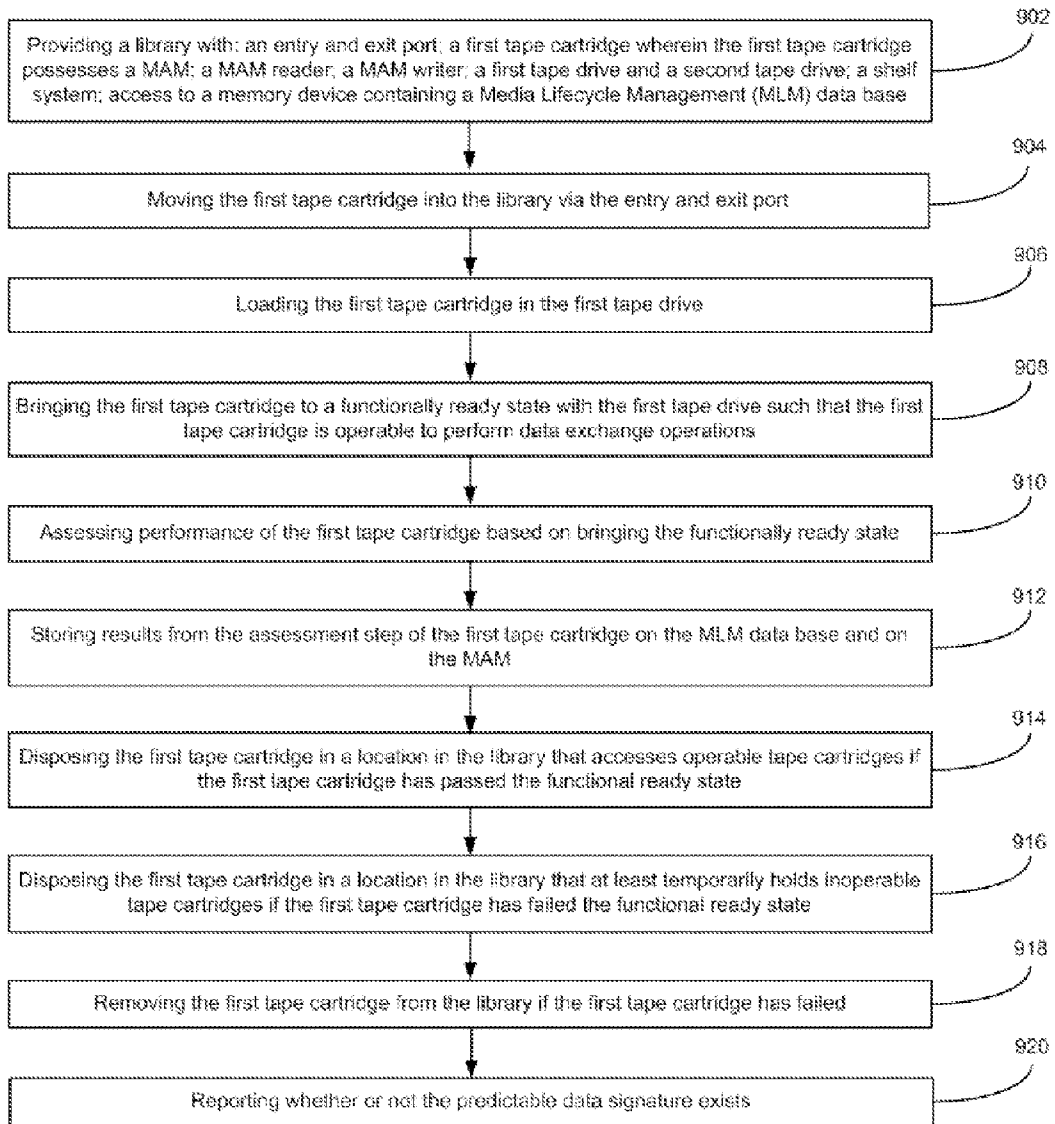 902
Providing a library with: an entry and exit port; a first tape cartridge wherein the first tape cartridge
possesses a MAM; a MAM reader; a MAM writer; a first tape drive and a second tape drive; a shelf
system; access to a memory device containing a Media Lifecycle Management (MLM) data base
904
Moving the first tape cartridge into the library via the entry and exit port
906
Loading the first tape cartridge in the first tape drive
908
Bringing the first tape cartridge to a functionally ready state with the first tape drive such that the first
tape cartridge is operable to perform data exchange operations
910
Assessing performance of the first tape cartridge based on bringing the functionally ready state
912
Storing results from the assessment step of the first tape cartridge on the MLM data base and on
the MAM
914
Disposing the first tape cartridge in a location in the library that accesses operable tape cartridges if
the first tape cartridge has passed the functional ready state
916
Disposing the first tape cartridge in a location in the library that at least temporarily holds inoperable
tape cartridges if the first tape cartridge has failed the functional ready state
918
Removing the first tape cartridge from the library if the first tape cartridge has failed
920
Reporting whether or not the predictable data signature exists